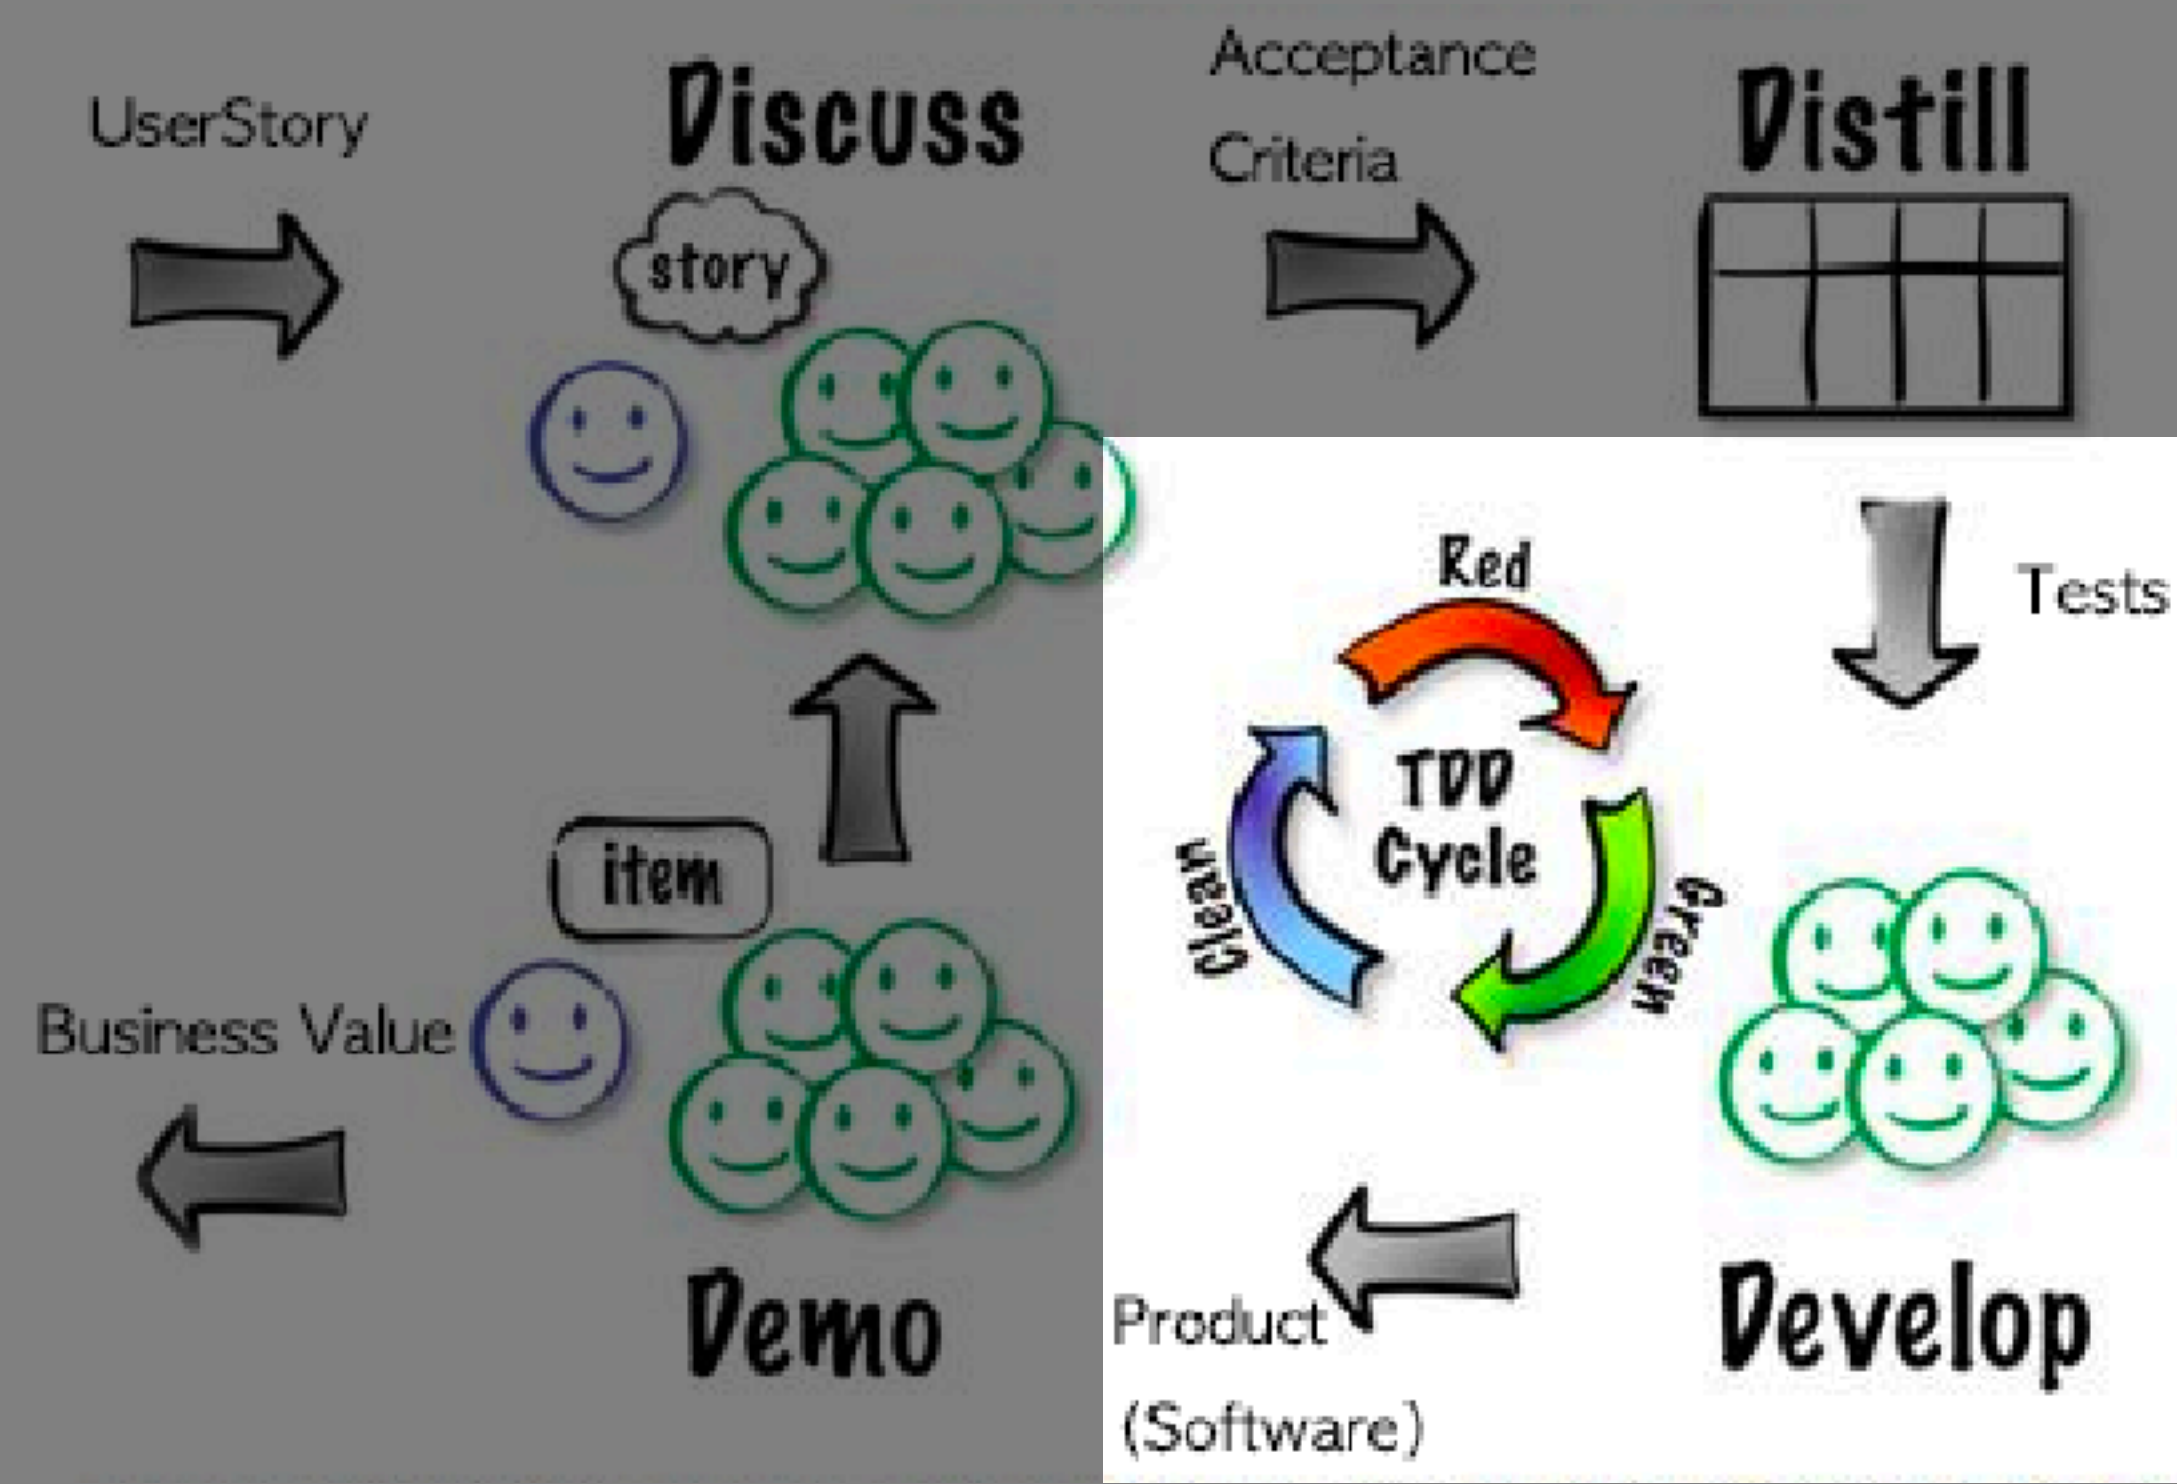 UserStory
Discuss
story
Acceptance
Criteria
Distill
Tests
Red
TDD
Cycle
Green
Clean
Develop
Product
(Software)
item
Business Value
Demo